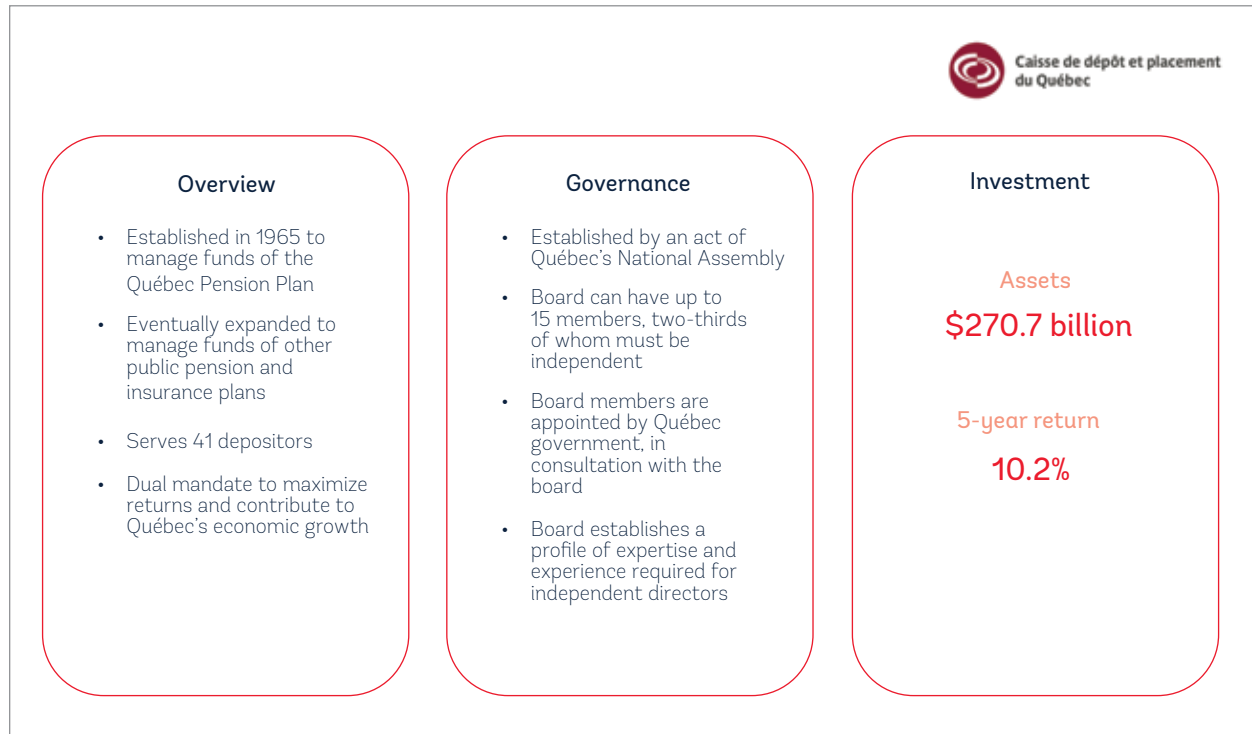 Caisse de dépôt et placement
du Québec
Overview
• Established in 1965 to
manage funds of the
Québec Pension Plan
• Eventually expanded to
manage funds of other
public pension and
insurance plans
• Serves 41 depositors
• Dual mandate to maximize
returns and contribute to
Québec's economic growth
Governance
• Established by an act of
Québec's National Assembly
• Board can have up to
15 members, two-thirds
of whom must be
independent
• Board members are
appointed by Québec
government, in
consultation with the
board
• Board establishes a
profile of expertise and
experience required for
independent directors
Investment
Assets
$270.7 billion
5-year return
10.2%